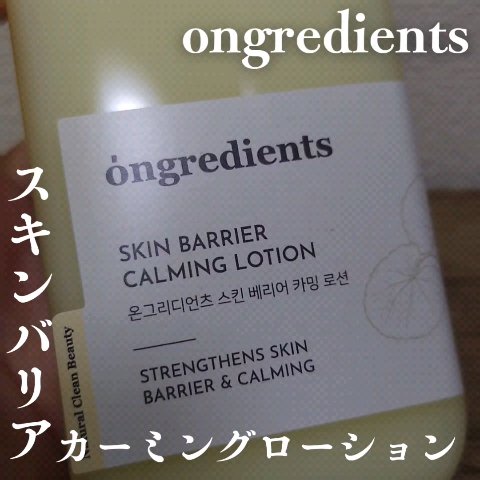 ongredients
スキンバリア
カーミングローション
ongredients
SKIN BARRIER
CALMING LOTION
온그리디언츠 스킨 베리어 카밍 로션
STRENGTHENS SKIN
BARRIER & CALMING
Natural Clean Beauty